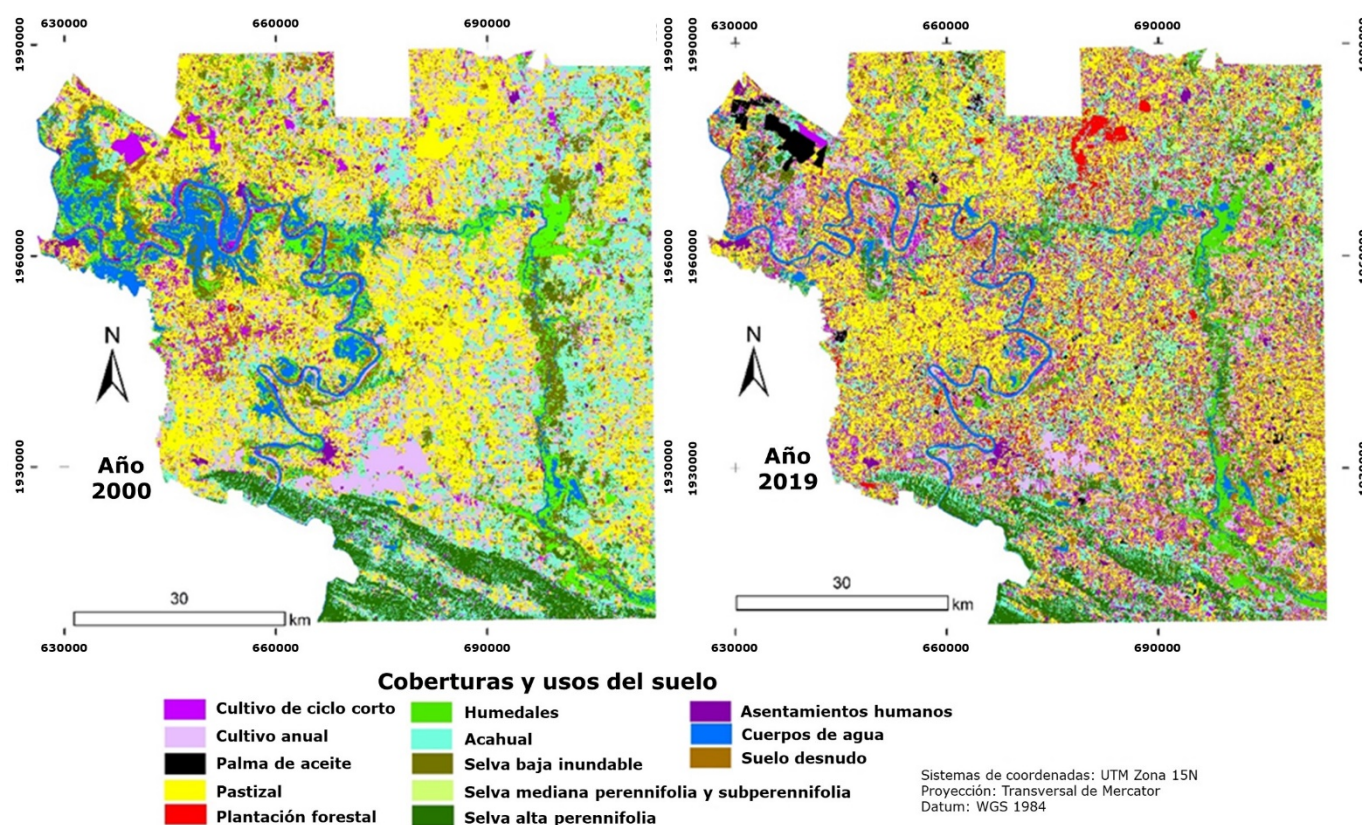 630000 660000 690000
630000 660000 690000
1990000
1960000
1930000
1990000
1960000
1930000
N
Año
2000
30
km
630000 660000 690000
N
Año
2019
30
km
630000 660000 690000
Coberturas y usos del suelo
Cultivo de ciclo corto
Cultivo anual
Palma de aceite
Pastizal
Plantación forestal
Humedales
Acahual
Selva baja inundable
Selva mediana perennifolia y subperennifolia
Selva alta perennifolia
Asentamientos humanos
Cuerpos de agua
Suelo desnudo
Sistemas de coordenadas: UTM Zona 15N
Proyección: Transversal de Mercator
Datum: WGS 1984